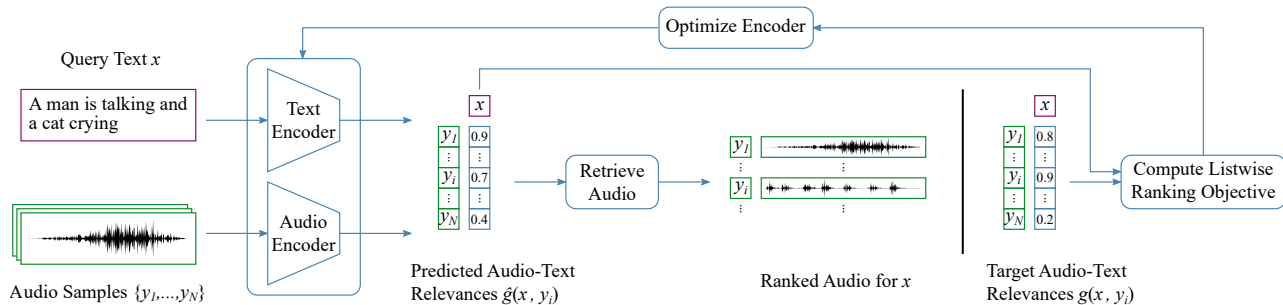 Optimize Encoder
Query Text x
A man is talking and
a cat crying
Text
Encoder
Audio
Encoder
Audio Samples {y1,...,yN}
x
y1 0.9
⋮ ⋮
yi 0.7
⋮ ⋮
yN 0.4
Predicted Audio-Text
Relevances ĝ(x , yi)
Retrieve
Audio
y1
⋮ ⋮
yi
⋮ ⋮
Ranked Audio for x
x
y1 0.8
⋮ ⋮
yi 0.9
⋮ ⋮
yN 0.2
Target Audio-Text
Relevances g(x , yi)
Compute Listwise
Ranking Objective